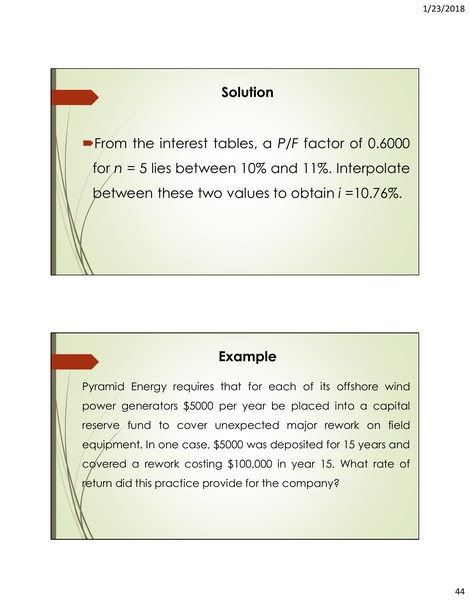 1/23/2018
Solution
From the interest tables, a P/F factor of 0.6000
for n = 5 lies between 10% and 11%. Interpolate
between these two values to obtain i =10.76%.
Example
Pyramid Energy requires that for each of its offshore wind
power generators $5000 per year be placed into a capital
reserve fund to cover unexpected major rework on field
equipment. In one case, $5000 was deposited for 15 years and
covered a rework costing $100,000 in year 15. What rate of
return did this practice provide for the company?
44